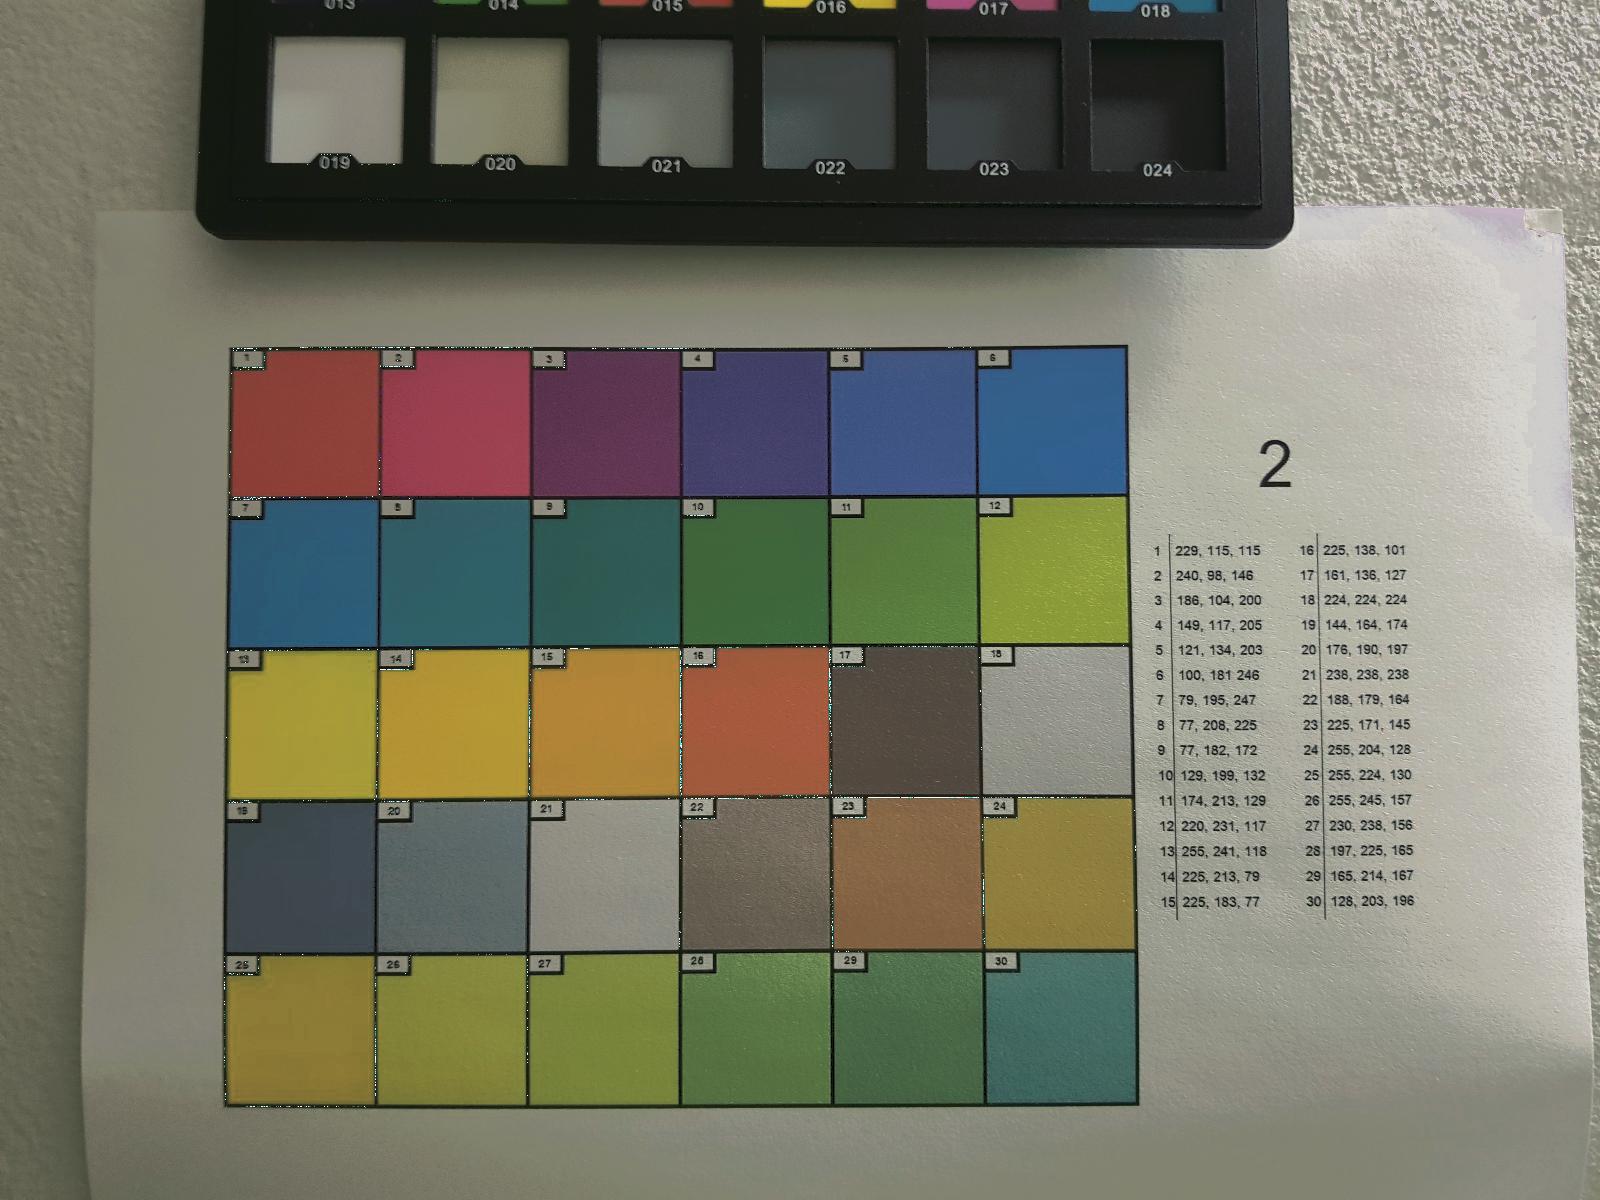 013 014 015 016 017 018
019 020 021 022 023 024
1 2 3 4 5 6
2
7 8 9 10 11 12
1 229, 115, 115 16 225, 138, 101
2 240, 98, 146 17 161, 136, 127
3 186, 104, 200 18 224, 224, 224
4 149, 117, 205 19 144, 164, 174
5 121, 134, 203 20 176, 190, 197
6 100, 181 246 21 238, 238, 238
7 79, 195, 247 22 188, 179, 164
8 77, 208, 225 23 225, 171, 145
9 77, 182, 172 24 255, 204, 128
10 129, 199, 132 25 255, 224, 130
11 174, 213, 129 26 255, 245, 157
12 220, 231, 117 27 230, 238, 156
13 255, 241, 118 28 197, 225, 165
14 225, 213, 79 29 165, 214, 167
15 225, 183, 77 30 128, 203, 196
13 14 15 16 17 18
19 20 21 22 23 24
25 26 27 28 29 30